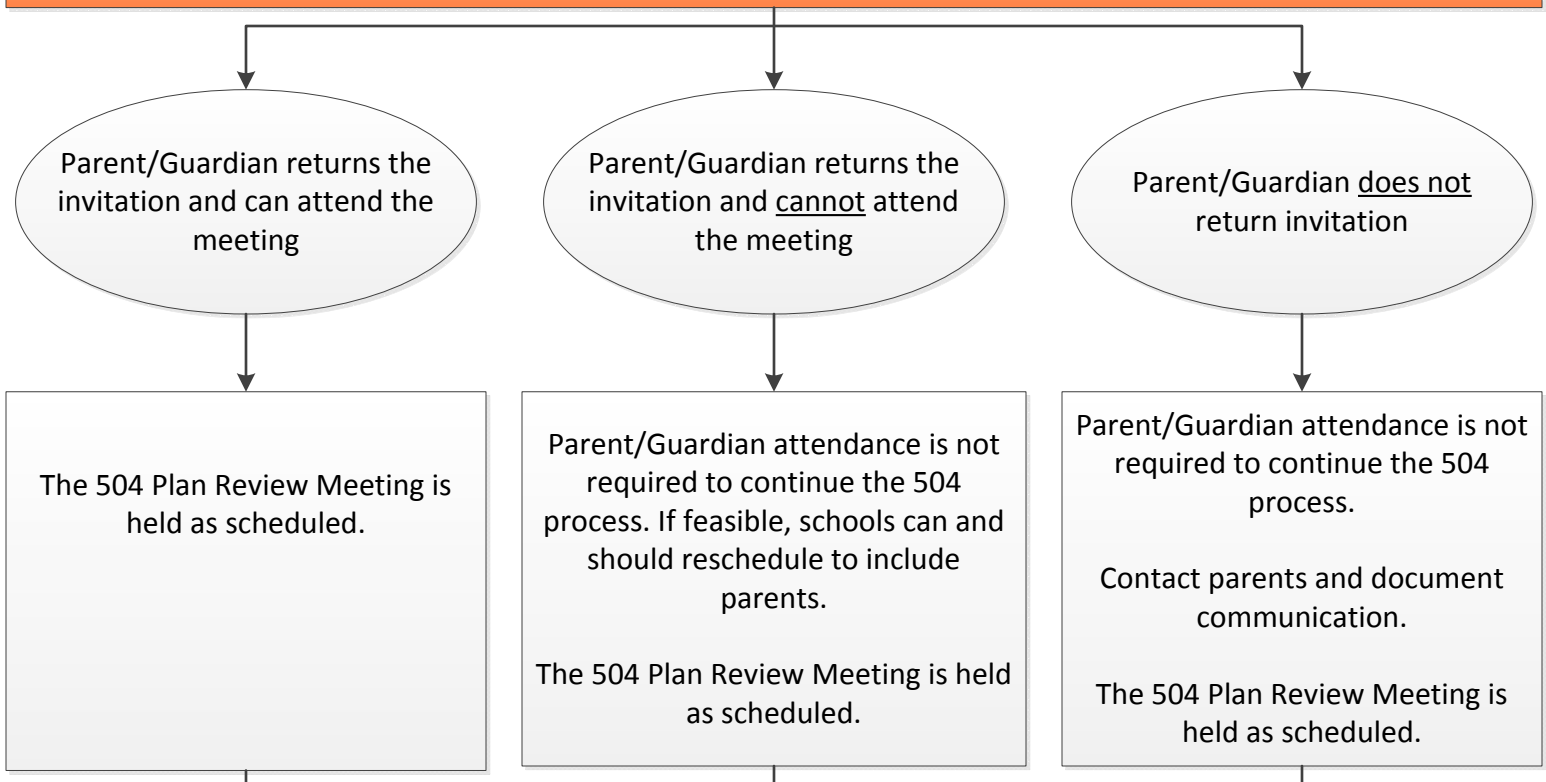 Parent/Guardian returns the
invitation and can attend the
meeting
Parent/Guardian returns the
invitation and cannot attend
the meeting
Parent/Guardian does not
return invitation
The 504 Plan Review Meeting is
held as scheduled.
Parent/Guardian attendance is not
required to continue the 504
process. If feasible, schools can and
should reschedule to include
parents.
The 504 Plan Review Meeting is held
as scheduled.
Parent/Guardian attendance is not
required to continue the 504
process.
Contact parents and document
communication.
The 504 Plan Review Meeting is
held as scheduled.